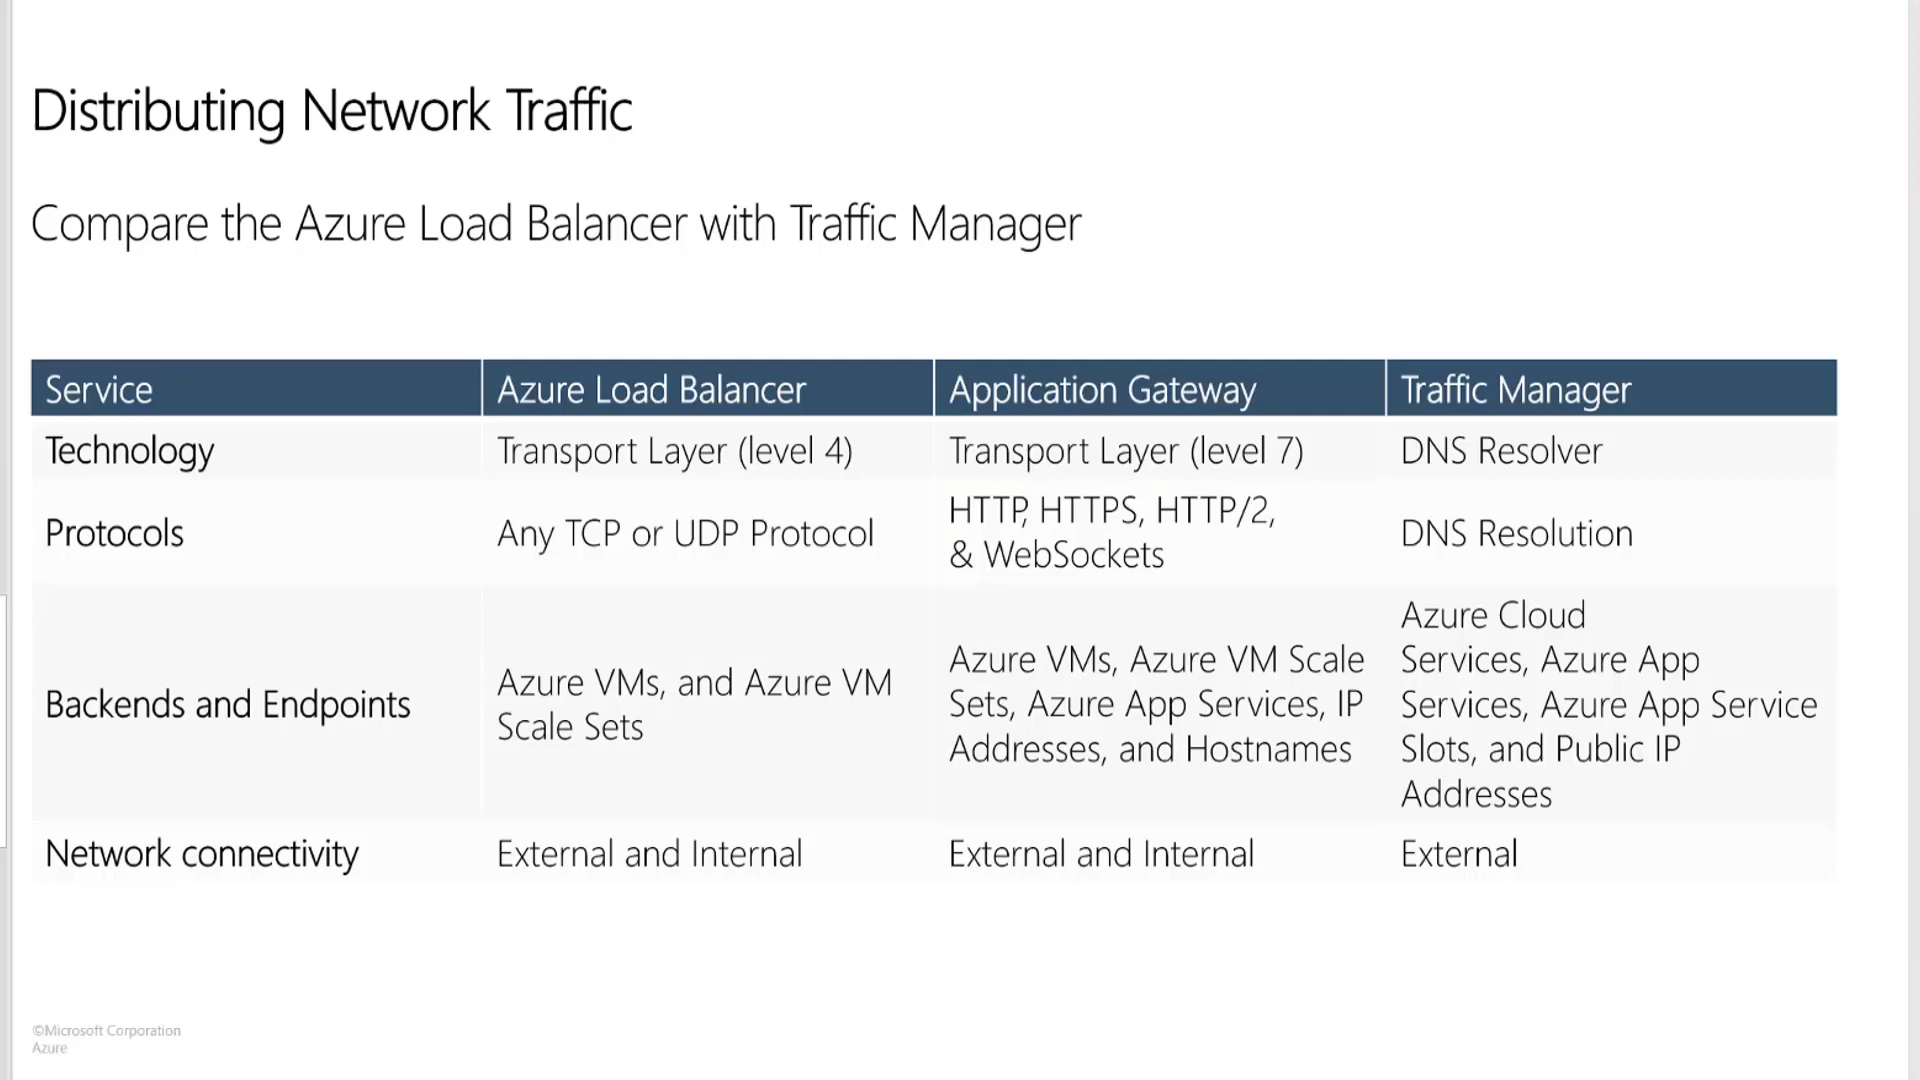 Distributing Network Traffic
Compare the Azure Load Balancer with Traffic Manager
Service Azure Load Balancer Application Gateway Traffic Manager
Technology Transport Layer (level 4) Transport Layer (level 7) DNS Resolver
Protocols
Any TCP or UDP Protocol
HTTP, HTTPS, HTTP/2,
& WebSockets
DNS Resolution
Backends and Endpoints
Azure VMs, and Azure VM
Scale Sets
Azure VMs, Azure VM Scale
Sets, Azure App Services, IP
Addresses, and Hostnames
Azure Cloud
Services, Azure App
Services, Azure App Service
Slots, and Public IP
Addresses
Network connectivity External and Internal External and Internal External
©Microsoft Corporation
Azure